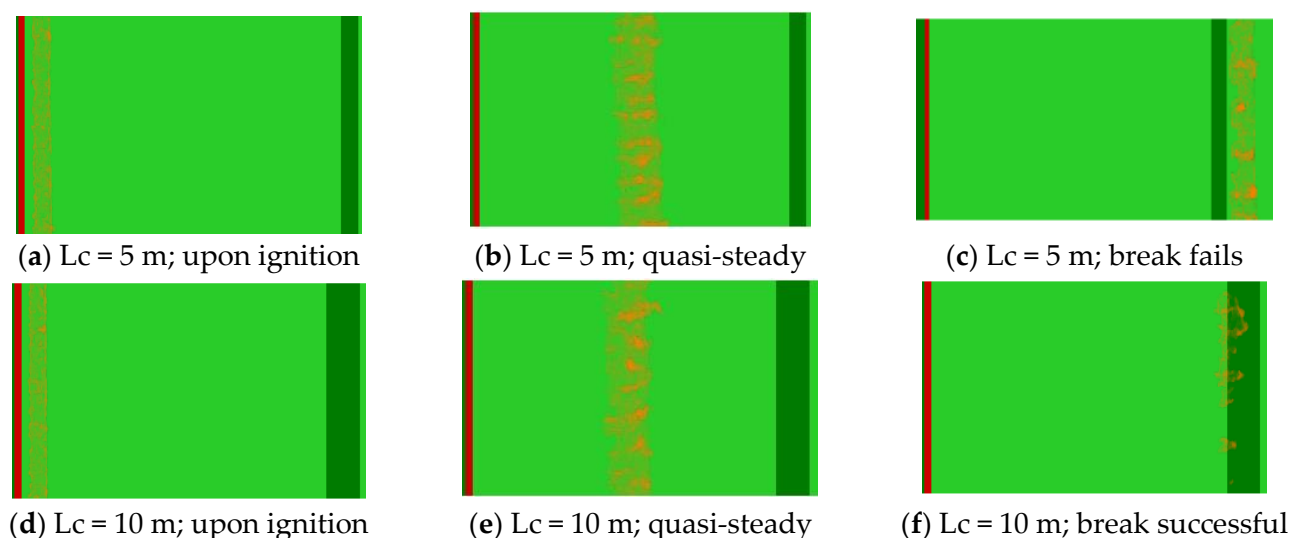 (a) Lc = 5 m; upon ignition
(b) Lc = 5 m; quasi-steady
(c) Lc = 5 m; break fails
(d) Lc = 10 m; upon ignition
(e) Lc = 10 m; quasi-steady
(f) Lc = 10 m; break successful